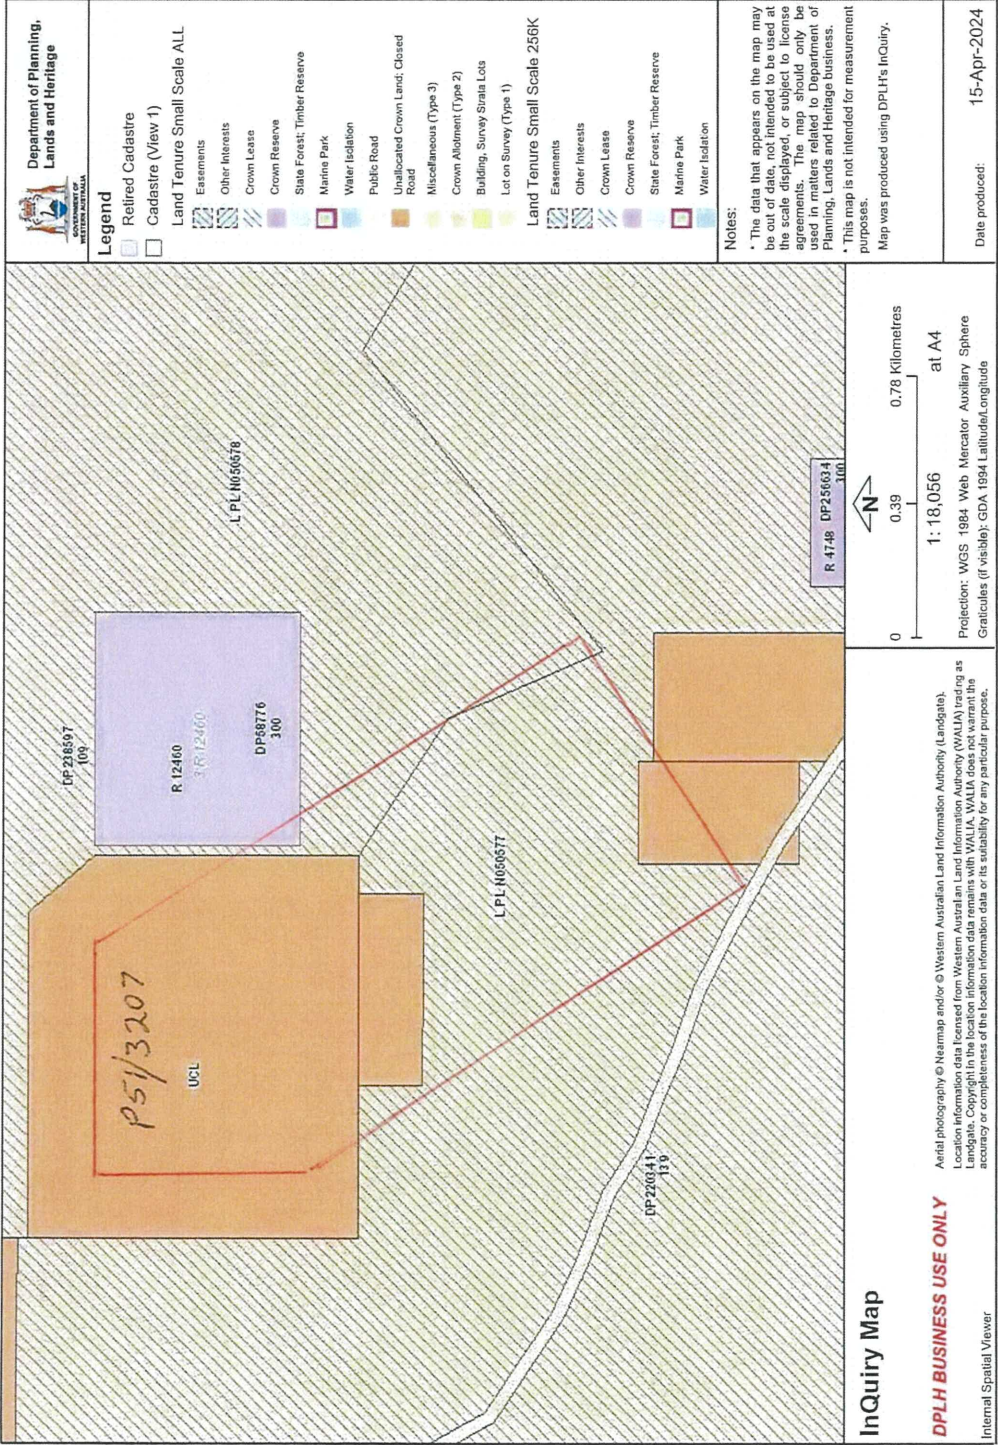 GOVERNMENT OF
WESTERN AUSTRALIA
Department of Planning,
Lands and Heritage
Legend
Retired Cadastre
Cadastre (View 1)
Land Tenure Small Scale ALL
Easements
Other Interests
Crown Lease
Crown Reserve
State Forest; Timber Reserve
Marine Park
Water Isolation
Public Road
Unallocated Crown Land; Closed
Road
Miscellaneous (Type 3)
Crown Allotment (Type 2)
Building, Survey Strata Lots
Lot on Survey (Type 1)
Land Tenure Small Scale 256K
Easements
Other Interests
Crown Lease
Crown Reserve
State Forest; Timber Reserve
Marine Park
Water Isolation
Notes:
* The data that appears on the map may
be out of date, not intended to be used at
the scale displayed, or subject to license
agreements. The map should only be
used in matters related to Department of
Planning, Lands and Heritage business.
* This map is not intended for measurement
purposes.
Map was produced using DPLH's InQuiry.
Date produced: 15-Apr-2024
P51/3207
UCL
DP238597
109
R 12460
R 12460
DP58776
300
L PL N050578
L PL N050577
DP220341
139
R 4748 DP256634
300
InQuiry Map
DPLH BUSINESS USE ONLY
Internal Spatial Viewer
Aerial photography © Nearmap and/or © Western Australian Land Information Authority (Landgate).
Location information data licensed from Western Australian Land Information Authority (WALIA) trading as
Landgate. Copyright in the location information data remains with WALIA. WALIA does not warrant the
accuracy or completeness of the location information data or its suitability for any particular purpose.
N
0 0.39 0.78 Kilometres
1: 18,056 at A4
Projection: WGS 1984 Web Mercator Auxiliary Sphere
Graticules (if visible): GDA 1994 Latitude/Longitude